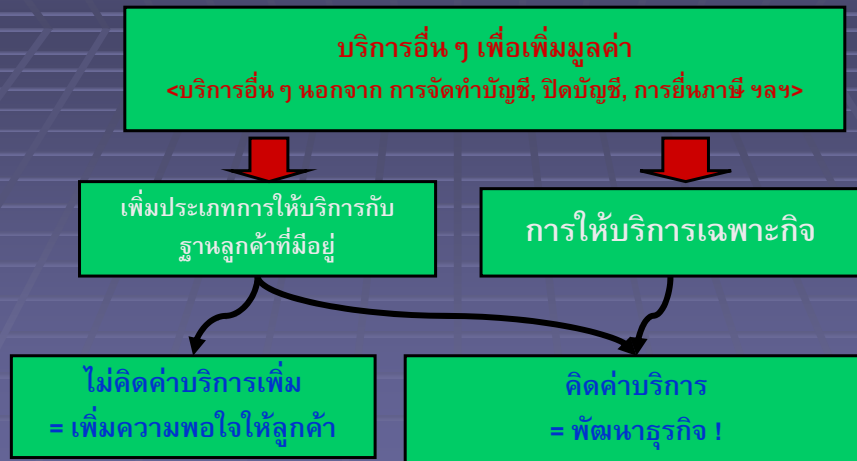 บริการอื่น ๆ เพื่อเพิ่มมูลค่า
<บริการอื่น ๆ นอกจาก การจัดทำบัญชี, ปิดบัญชี, การยื่นภาษี ฯลฯ>
เพิ่มประเภทการให้บริการกับ
ฐานลูกค้าที่มีอยู่
การให้บริการเฉพาะกิจ
ไม่คิดค่าบริการเพิ่ม
= เพิ่มความพอใจให้ลูกค้า
คิดค่าบริการ
= พัฒนาธุรกิจ !